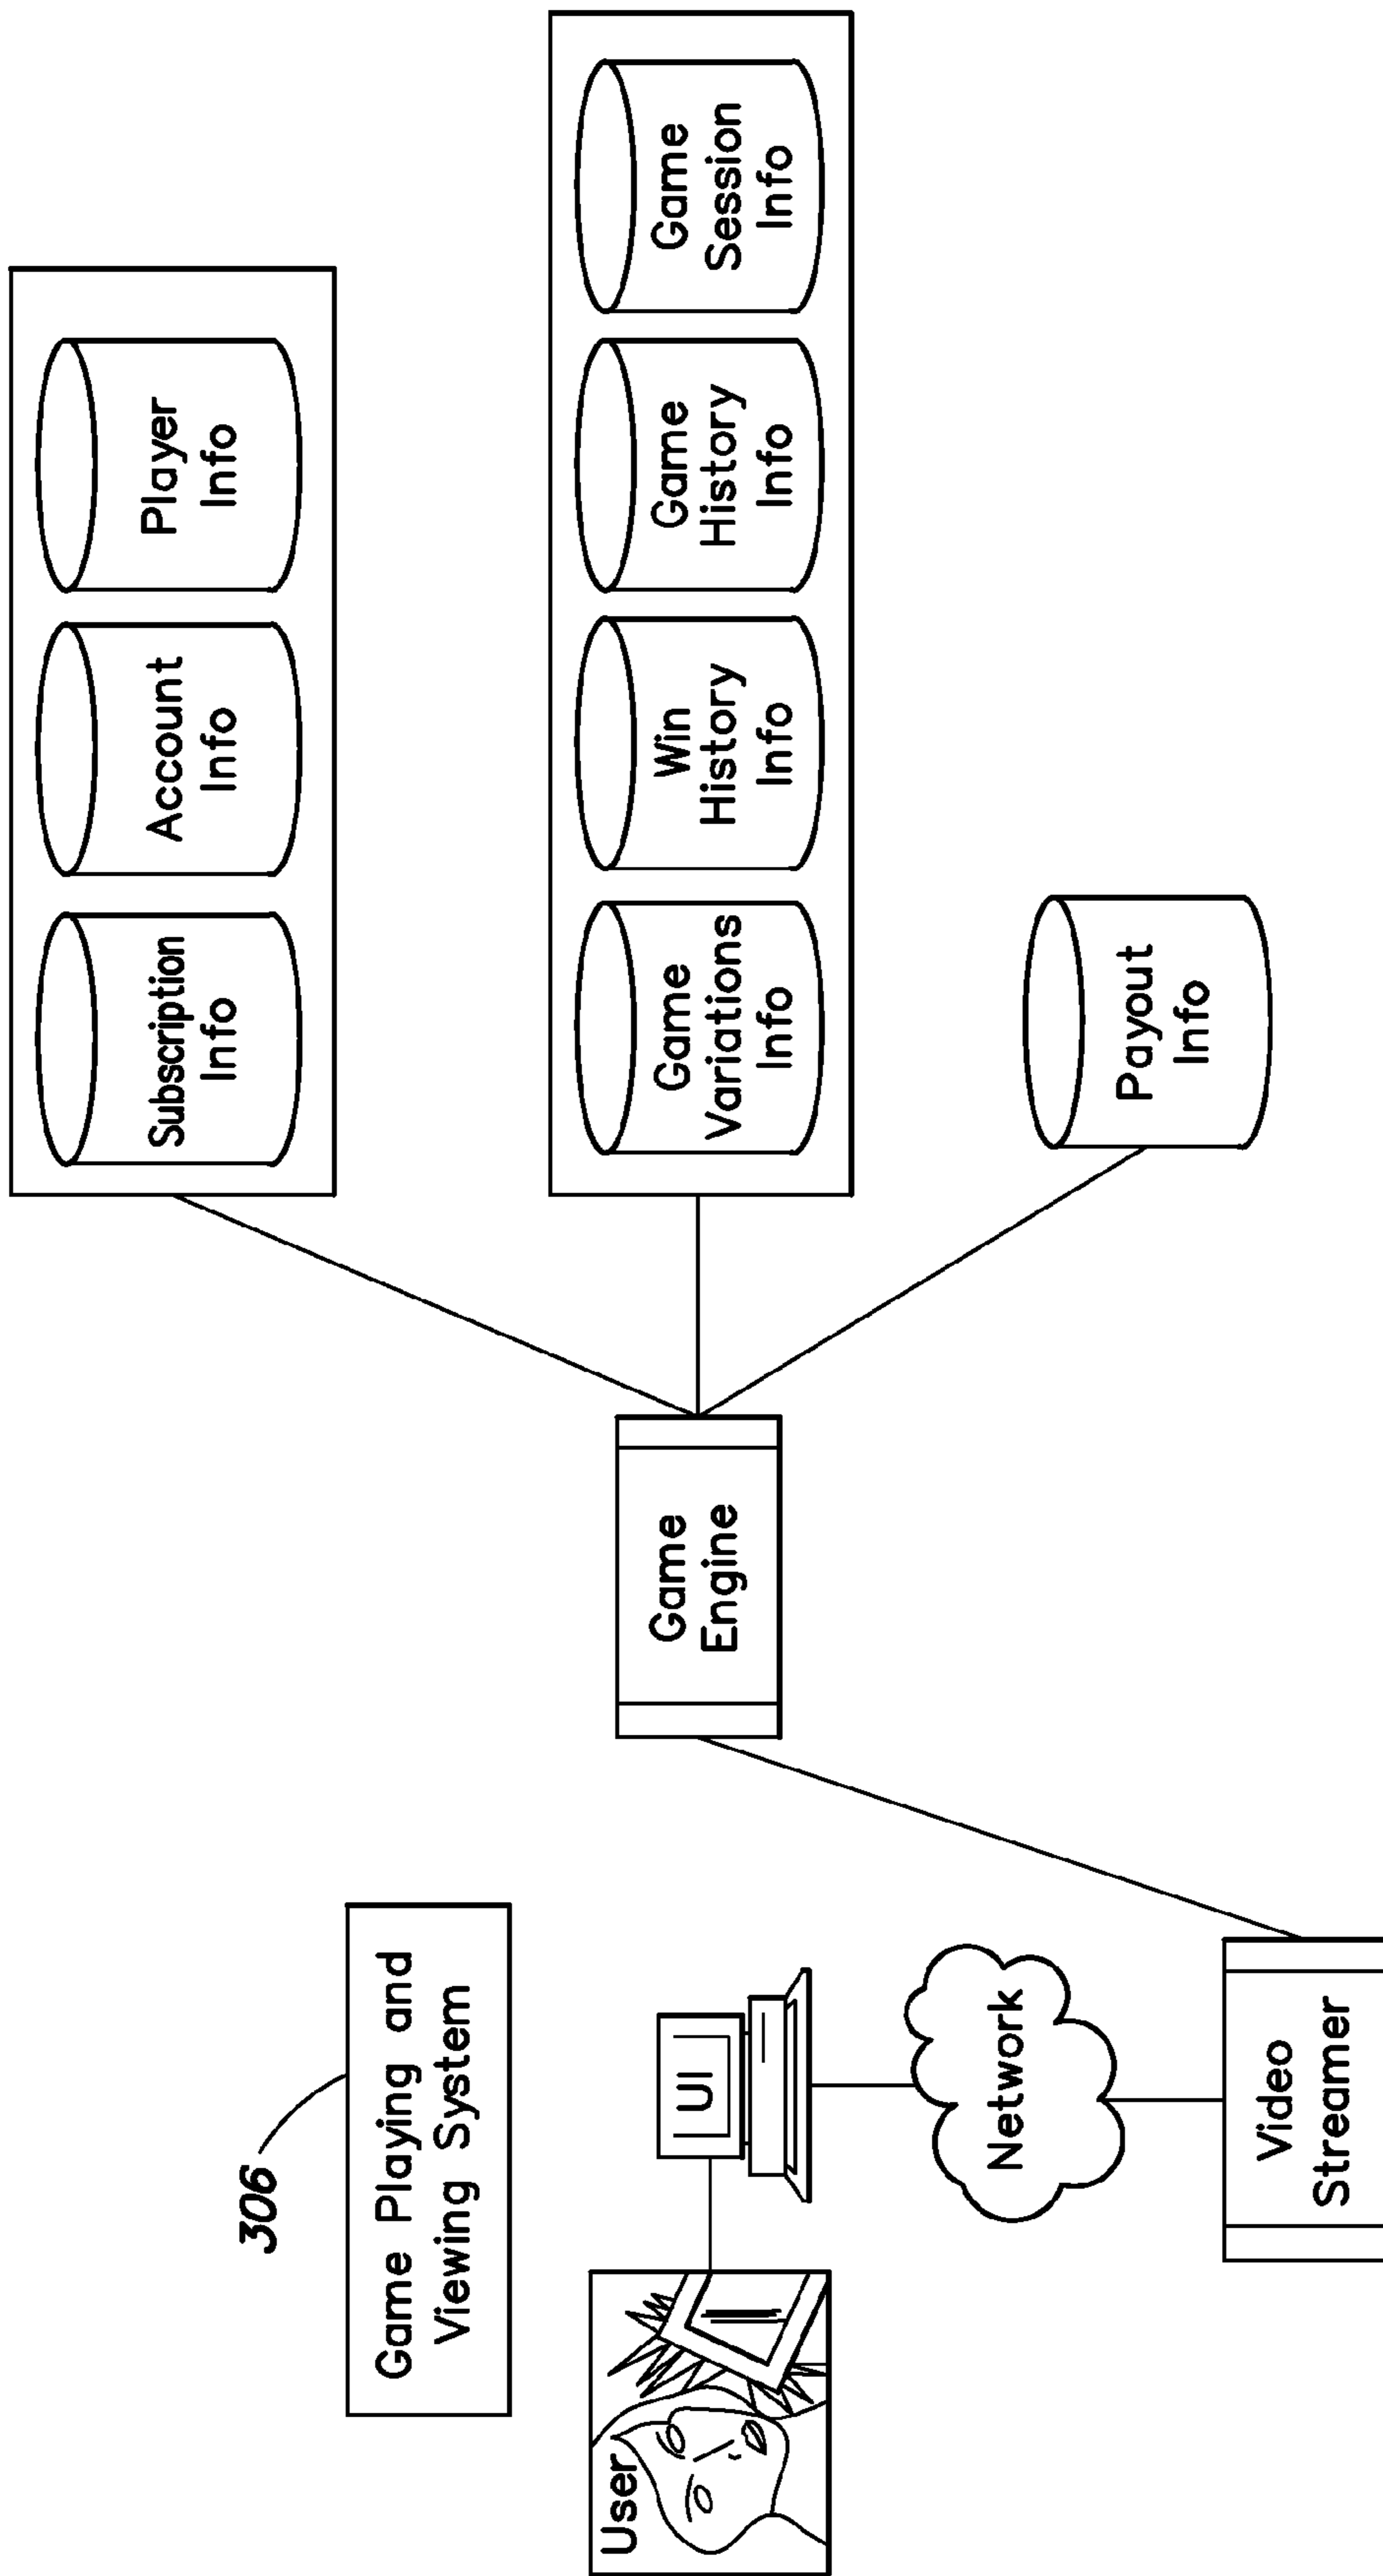 306
Game Playing and
Viewing System
User
UI
Network
Video
Streamer
Game
Engine
Subscription
Info
Account
Info
Player
Info
Game
Variations
Info
Win
History
Info
Game
History
Info
Game
Session
Info
Payout
Info